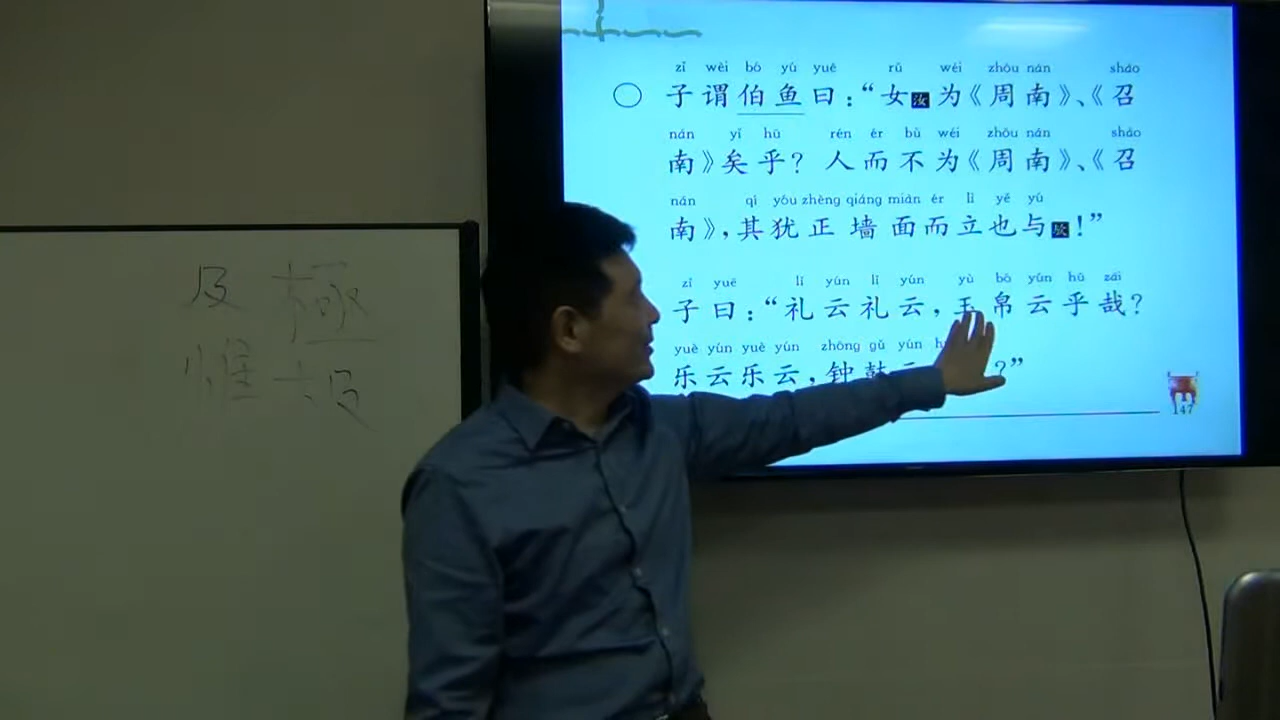 zǐ wèi bó yú yuē rǔ wéi zhōu nán shào
○ 子谓伯鱼曰：“女汝为《周南》、《召
nán yǐ hū rén ér bù wéi zhōu nán shào
南》矣乎？人而不为《周南》、《召
nán qí yóu zhèng qiáng miàn ér lì yě yú
南》，其犹正墙面而立也与欤！”
zǐ yuē lǐ yún lǐ yún yù bó yún hū zāi
子曰：“礼云礼云，玉帛云乎哉？
yuè yún yuè yún zhōng gǔ yún
乐云乐云，钟鼓云？”
147
及 極
惟